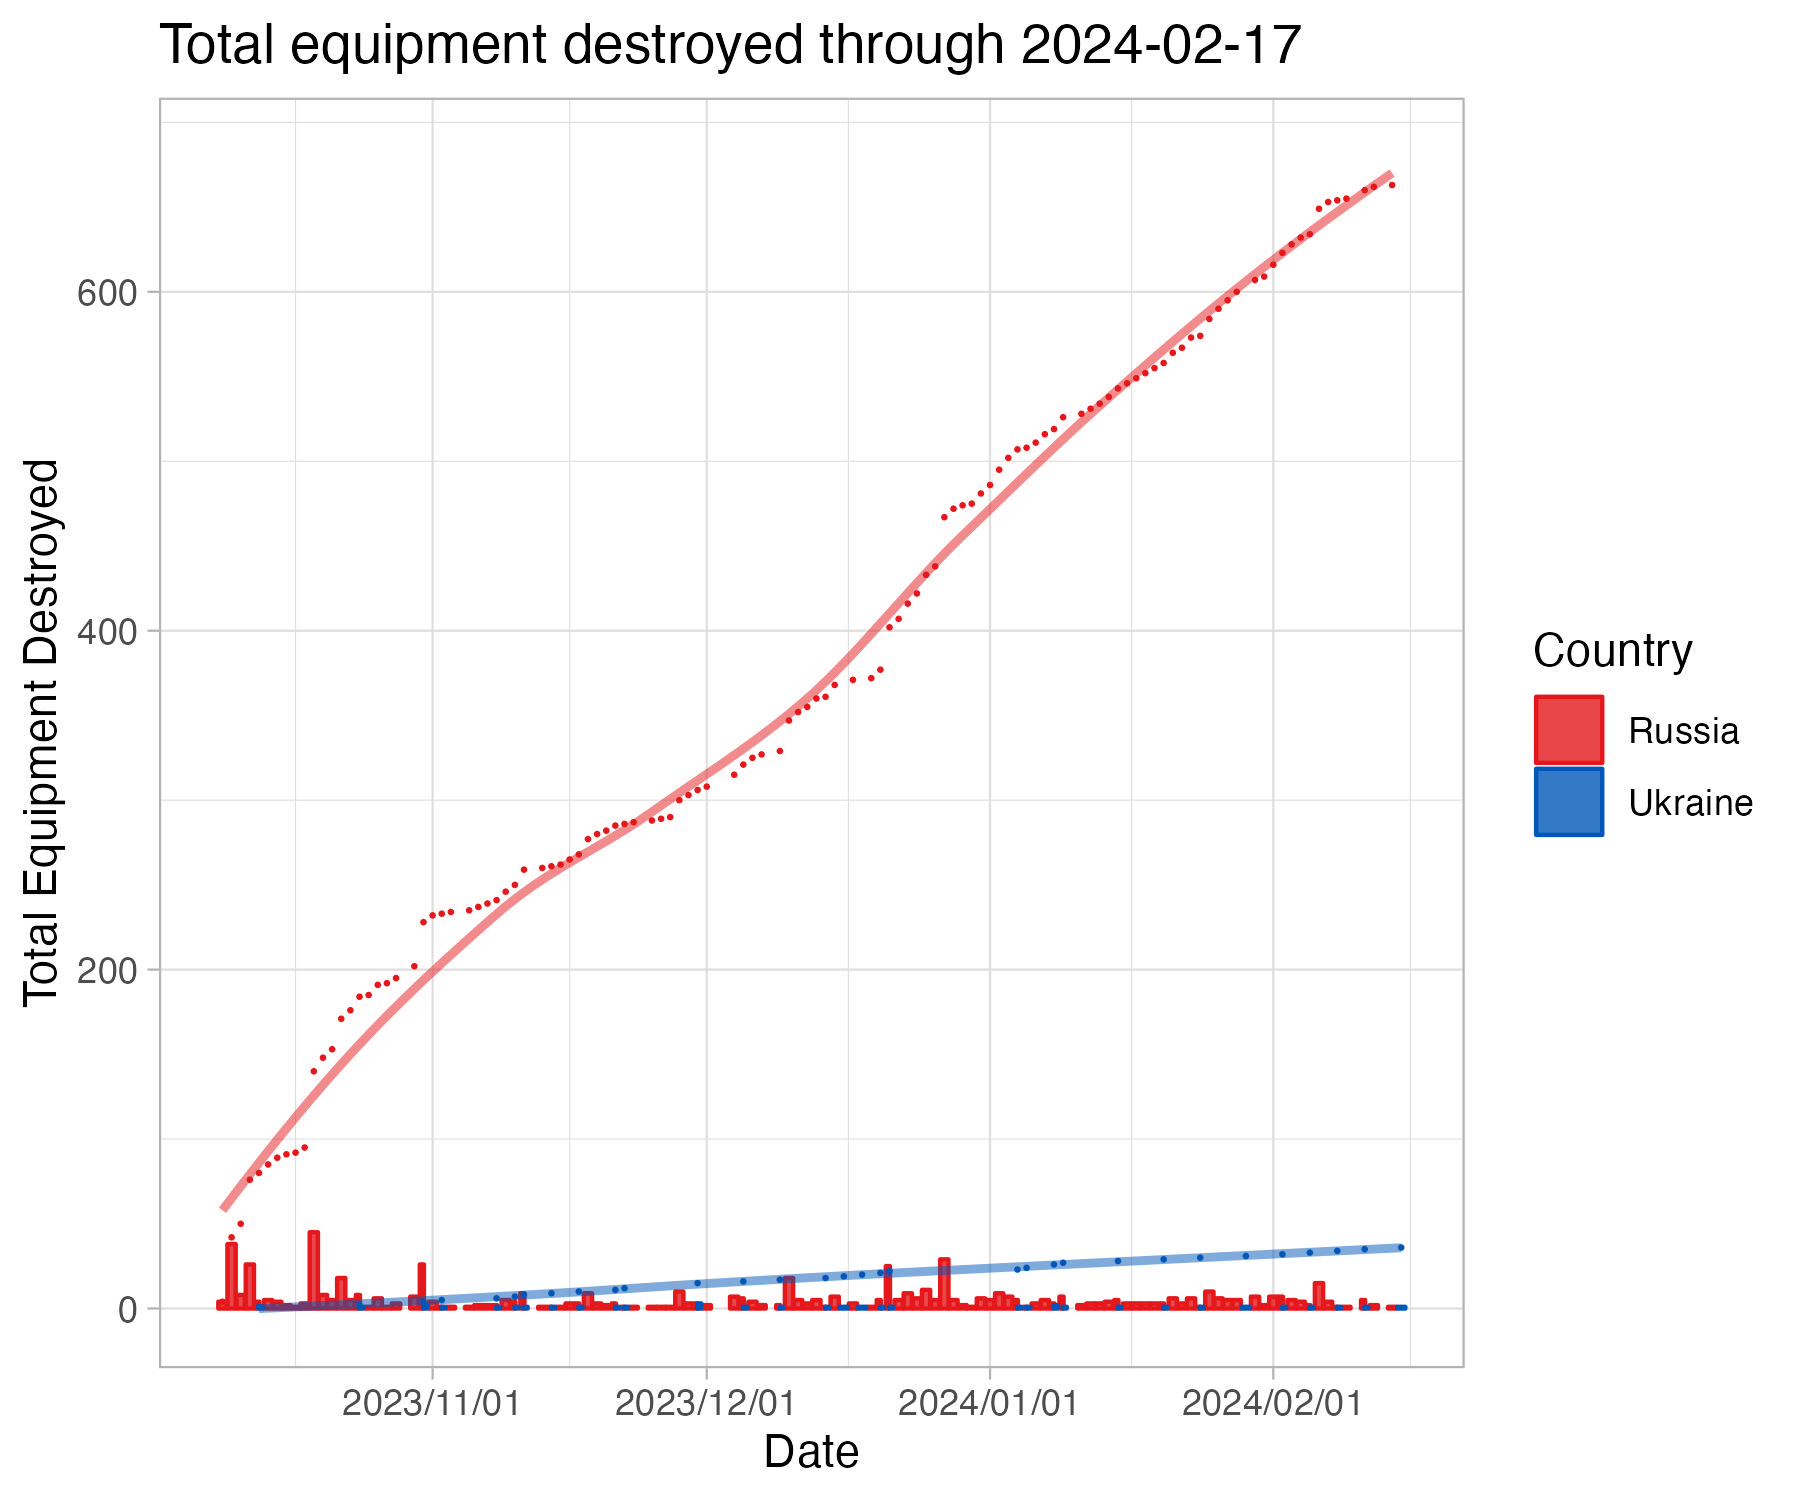 Total equipment destroyed through 2024-02-17
Total Equipment Destroyed
600
400
200
0
2023/11/01
2023/12/01
2024/01/01
2024/02/01
Date
Country
Russia
Ukraine